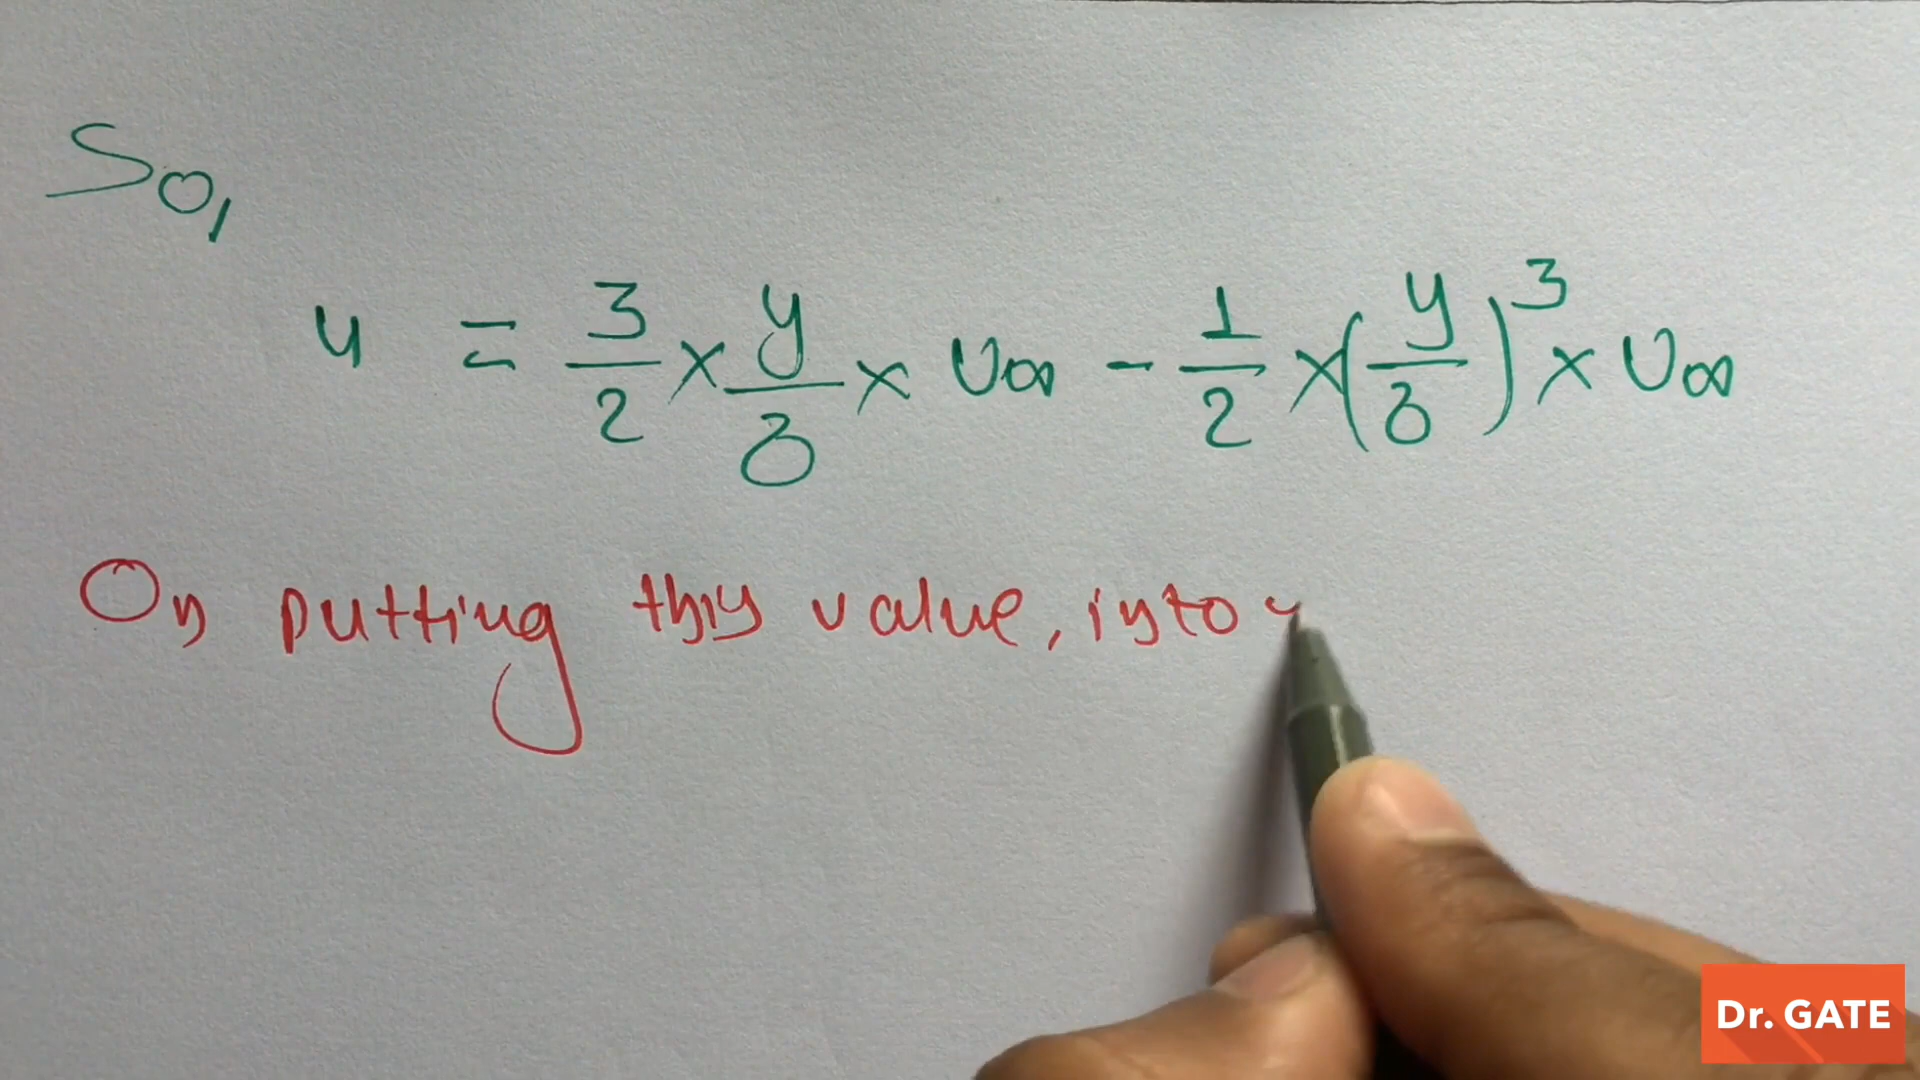 So,
u = 3/2 × y/δ × U∞ - 1/2 × (y/δ)³ × U∞
On putting this value, into
Dr. GATE